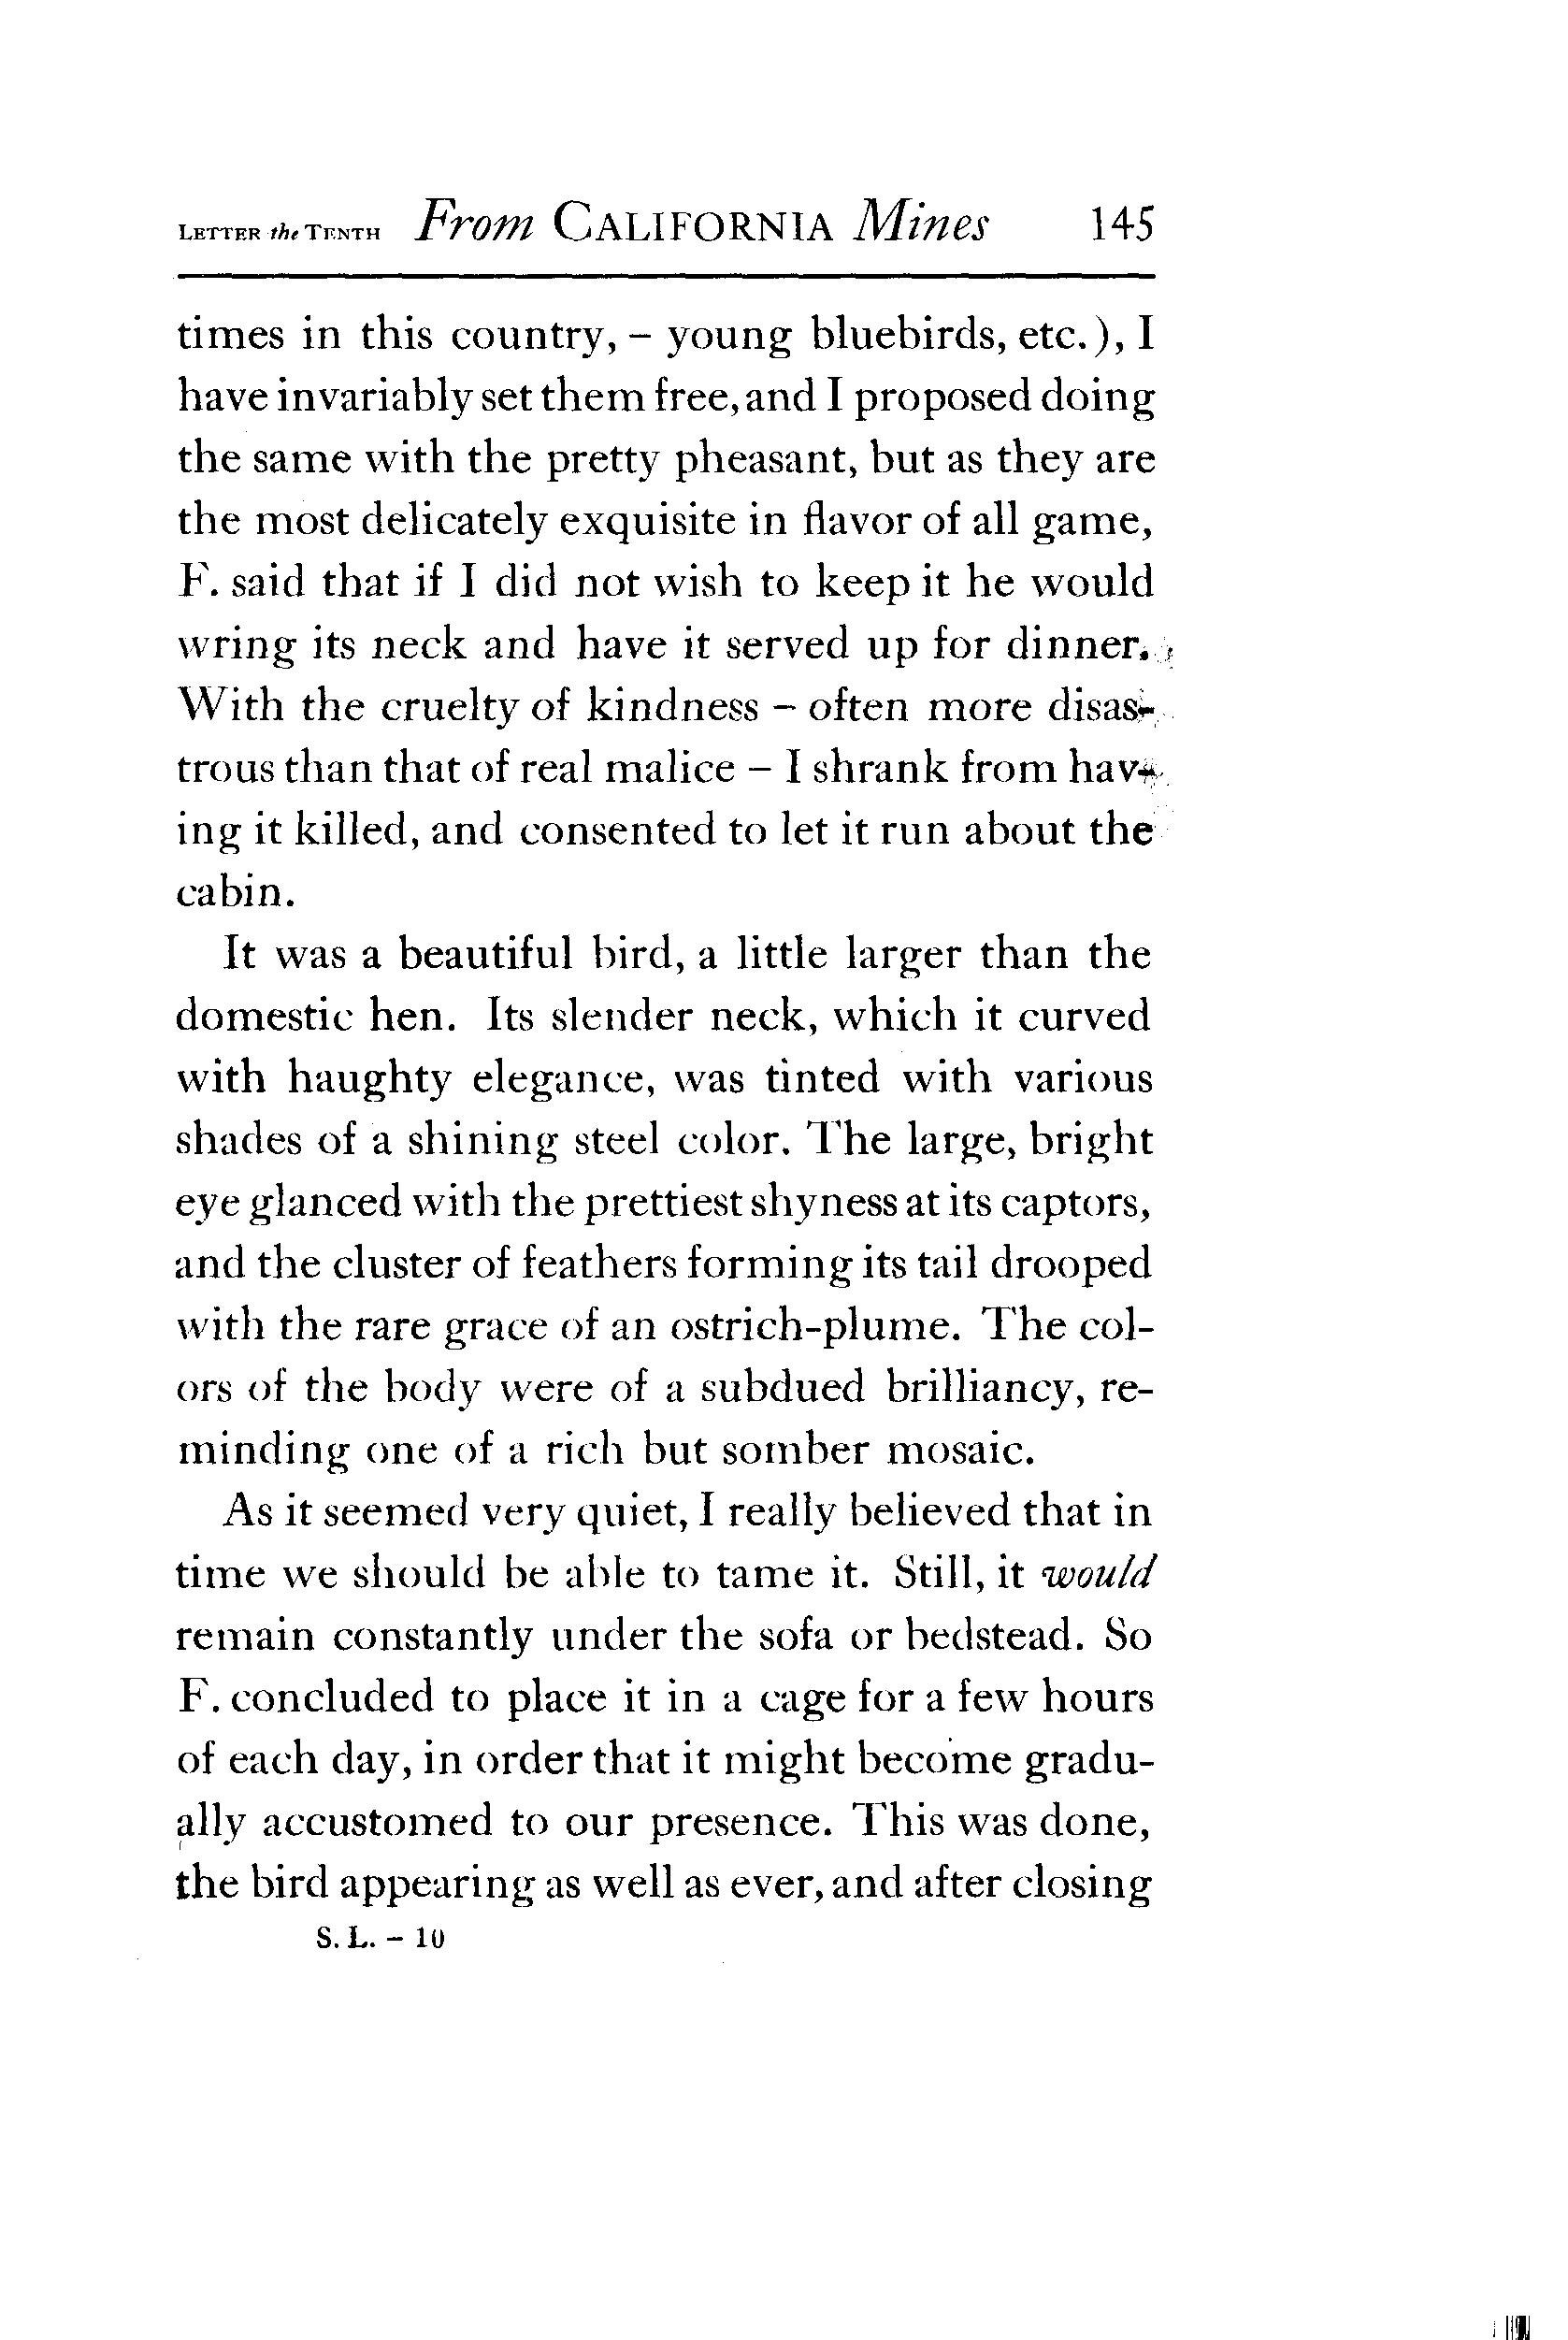 LETTER the TENTH From CALIFORNIA Mines 145
times in this country, – young bluebirds, etc.), I
have invariably set them free, and I proposed doing
the same with the pretty pheasant, but as they are
the most delicately exquisite in flavor of all game,
F. said that if I did not wish to keep it he would
wring its neck and have it served up for dinner.
With the cruelty of kindness – often more disas-
trous than that of real malice – I shrank from hav-
ing it killed, and consented to let it run about the
cabin.
It was a beautiful bird, a little larger than the
domestic hen. Its slender neck, which it curved
with haughty elegance, was tinted with various
shades of a shining steel color. The large, bright
eye glanced with the prettiest shyness at its captors,
and the cluster of feathers forming its tail drooped
with the rare grace of an ostrich-plume. The col-
ors of the body were of a subdued brilliancy, re-
minding one of a rich but somber mosaic.
As it seemed very quiet, I really believed that in
time we should be able to tame it. Still, it would
remain constantly under the sofa or bedstead. So
F. concluded to place it in a cage for a few hours
of each day, in order that it might become gradu-
ally accustomed to our presence. This was done,
the bird appearing as well as ever, and after closing
S. L. – 10